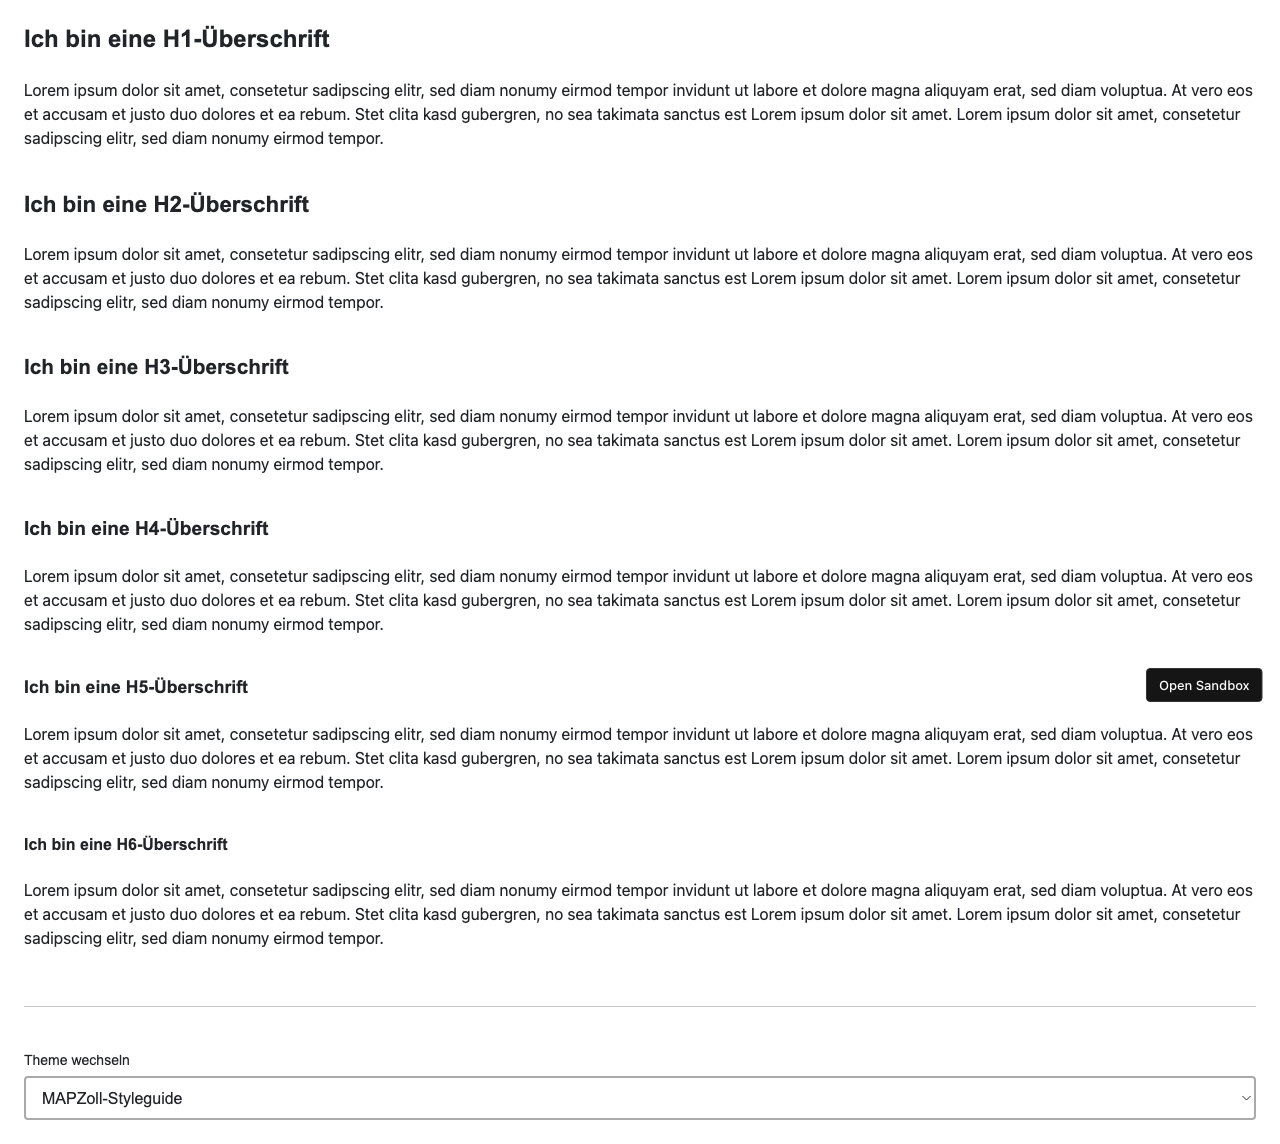 Ich bin eine H1-Überschrift
Lorem ipsum dolor sit amet, consetetur sadipscing elitr, sed diam nonumy eirmod tempor invidunt ut labore et dolore magna aliquyam erat, sed diam voluptua. At vero eos
et accusam et justo duo dolores et ea rebum. Stet clita kasd gubergren, no sea takimata sanctus est Lorem ipsum dolor sit amet. Lorem ipsum dolor sit amet, consetetur
sadipscing elitr, sed diam nonumy eirmod tempor.
Ich bin eine H2-Überschrift
Lorem ipsum dolor sit amet, consetetur sadipscing elitr, sed diam nonumy eirmod tempor invidunt ut labore et dolore magna aliquyam erat, sed diam voluptua. At vero eos
et accusam et justo duo dolores et ea rebum. Stet clita kasd gubergren, no sea takimata sanctus est Lorem ipsum dolor sit amet. Lorem ipsum dolor sit amet, consetetur
sadipscing elitr, sed diam nonumy eirmod tempor.
Ich bin eine H3-Überschrift
Lorem ipsum dolor sit amet, consetetur sadipscing elitr, sed diam nonumy eirmod tempor invidunt ut labore et dolore magna aliquyam erat, sed diam voluptua. At vero eos
et accusam et justo duo dolores et ea rebum. Stet clita kasd gubergren, no sea takimata sanctus est Lorem ipsum dolor sit amet. Lorem ipsum dolor sit amet, consetetur
sadipscing elitr, sed diam nonumy eirmod tempor.
Ich bin eine H4-Überschrift
Lorem ipsum dolor sit amet, consetetur sadipscing elitr, sed diam nonumy eirmod tempor invidunt ut labore et dolore magna aliquyam erat, sed diam voluptua. At vero eos
et accusam et justo duo dolores et ea rebum. Stet clita kasd gubergren, no sea takimata sanctus est Lorem ipsum dolor sit amet. Lorem ipsum dolor sit amet, consetetur
sadipscing elitr, sed diam nonumy eirmod tempor.
Ich bin eine H5-Überschrift
Open Sandbox
Lorem ipsum dolor sit amet, consetetur sadipscing elitr, sed diam nonumy eirmod tempor invidunt ut labore et dolore magna aliquyam erat, sed diam voluptua. At vero eos
et accusam et justo duo dolores et ea rebum. Stet clita kasd gubergren, no sea takimata sanctus est Lorem ipsum dolor sit amet. Lorem ipsum dolor sit amet, consetetur
sadipscing elitr, sed diam nonumy eirmod tempor.
Ich bin eine H6-Überschrift
Lorem ipsum dolor sit amet, consetetur sadipscing elitr, sed diam nonumy eirmod tempor invidunt ut labore et dolore magna aliquyam erat, sed diam voluptua. At vero eos
et accusam et justo duo dolores et ea rebum. Stet clita kasd gubergren, no sea takimata sanctus est Lorem ipsum dolor sit amet. Lorem ipsum dolor sit amet, consetetur
sadipscing elitr, sed diam nonumy eirmod tempor.
Theme wechseln
MAPZoll-Styleguide